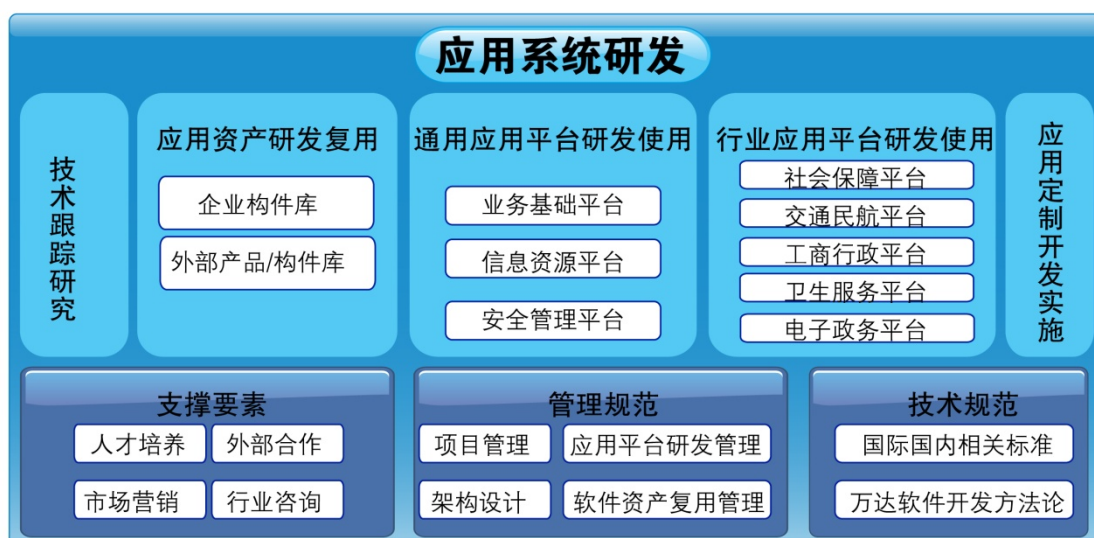 应用系统研发
技术跟踪研究
应用资产研发复用
企业构件库
外部产品/构件库
通用应用平台研发使用
业务基础平台
信息资源平台
安全管理平台
行业应用平台研发使用
社会保障平台
交通民航平台
工商行政平台
卫生服务平台
电子政务平台
应用定制开发实施
支撑要素
人才培养
外部合作
市场营销
行业咨询
管理规范
项目管理
应用平台研发管理
架构设计
软件资产复用管理
技术规范
国际国内相关标准
万达软件开发方法论